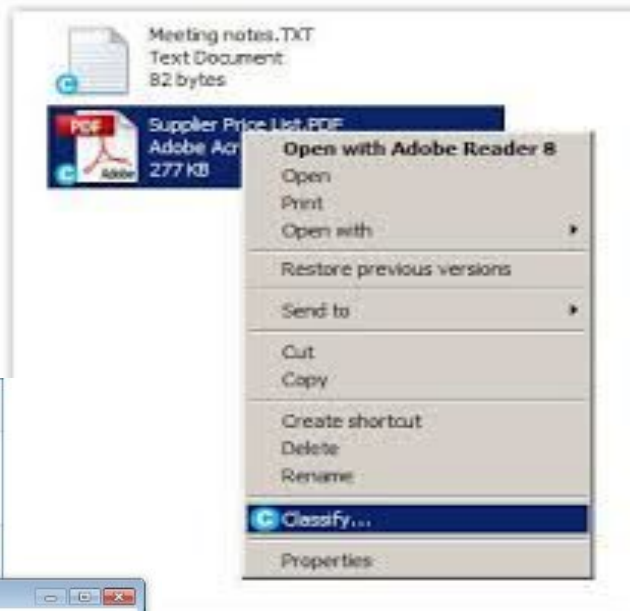 Meeting notes.TXT
Text Document
82 bytes
PDF
Supplier Price List.PDF
Adobe Acr
277 KB
Adobe
Open with Adobe Reader 8
Open
Print
Open with
Restore previous versions
Send to
Cut
Copy
Create shortcut
Delete
Rename
C Classify...
Properties